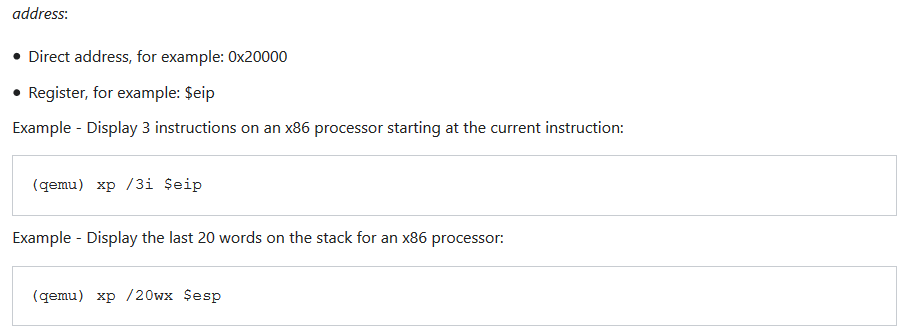 address:
• Direct address, for example: 0x20000
• Register, for example: $eip
Example - Display 3 instructions on an x86 processor starting at the current instruction:
(qemu) xp /3i $eip
Example - Display the last 20 words on the stack for an x86 processor:
(qemu) xp /20wx $esp